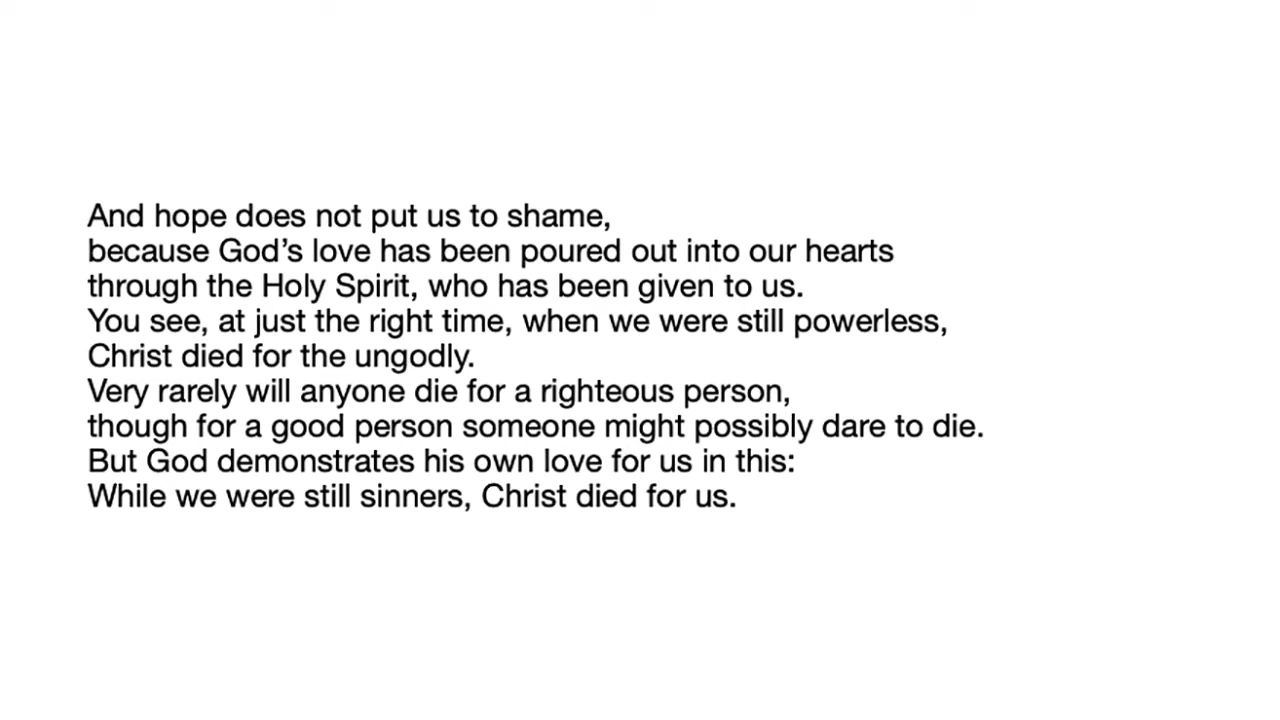 And hope does not put us to shame,
because God’s love has been poured out into our hearts
through the Holy Spirit, who has been given to us.
You see, at just the right time, when we were still powerless,
Christ died for the ungodly.
Very rarely will anyone die for a righteous person,
though for a good person someone might possibly dare to die.
But God demonstrates his own love for us in this:
While we were still sinners, Christ died for us.